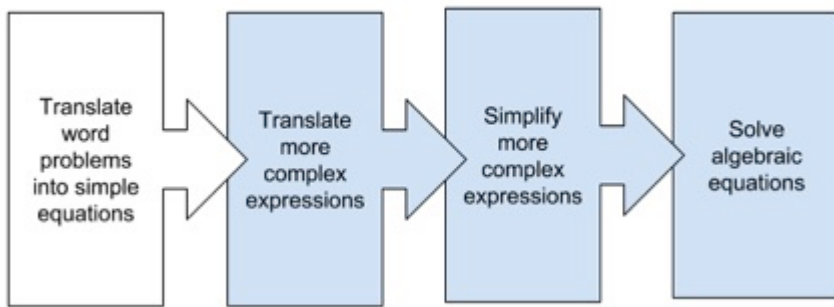 Translate
word
problems
into simple
equations
Translate
more
complex
expressions
Simplify
more
complex
expressions
Solve
algebraic
equations